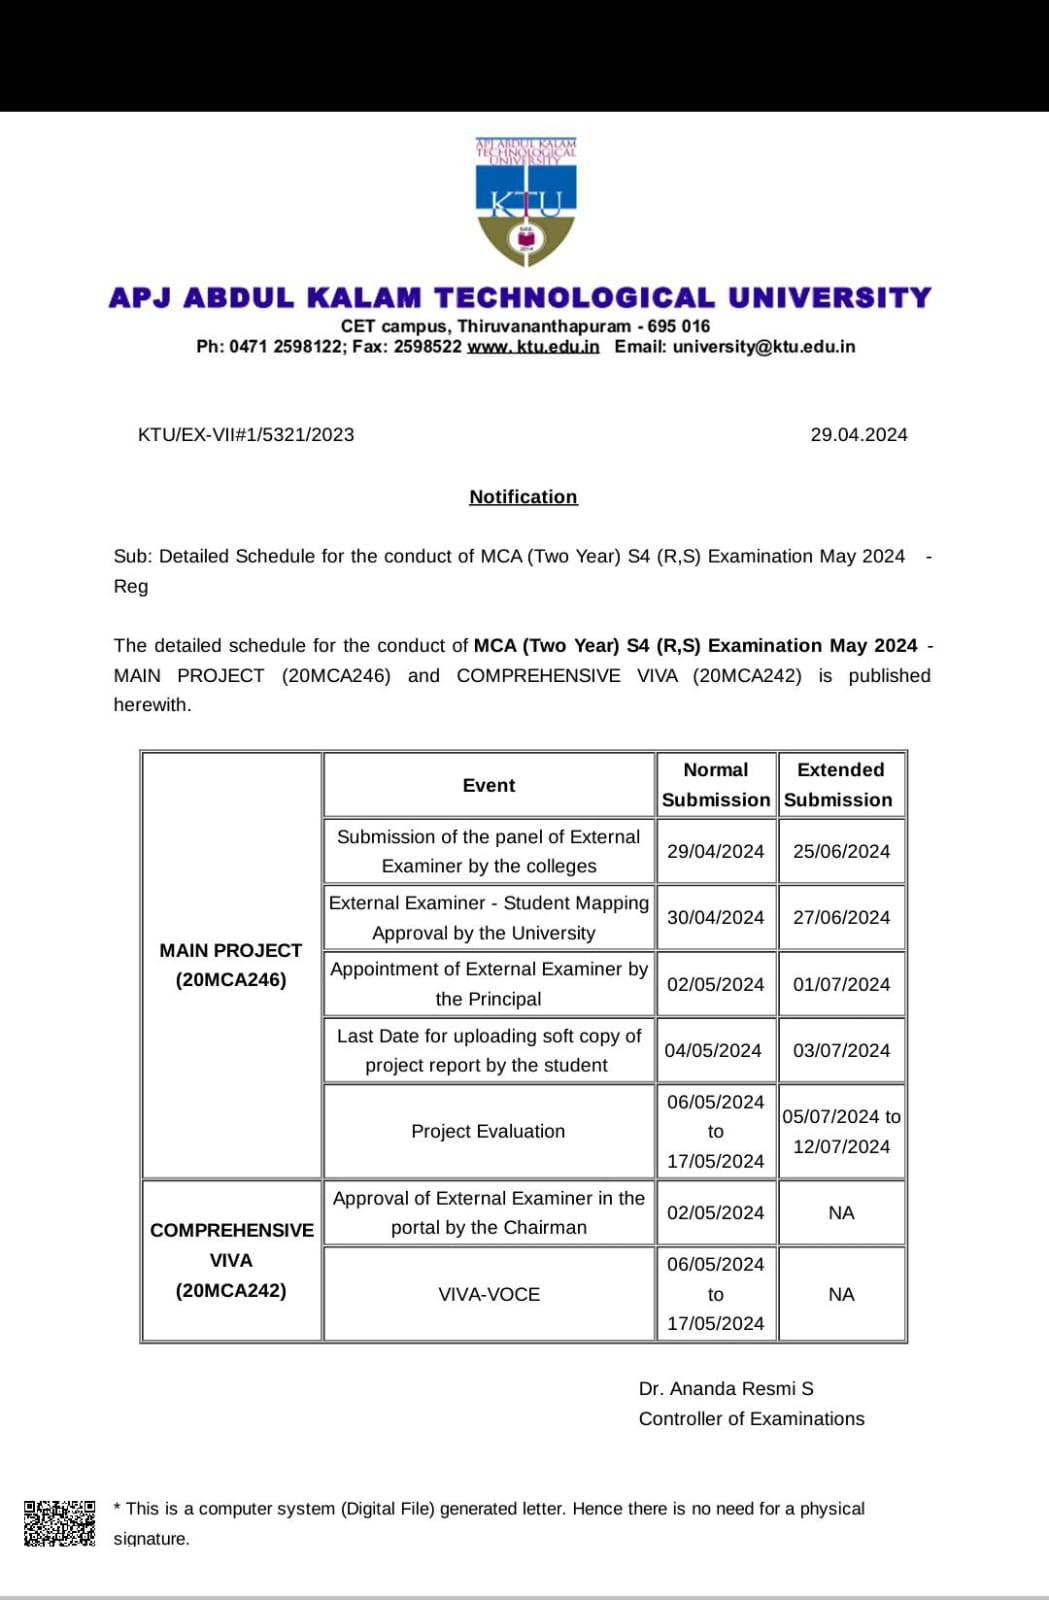 APJ ABDUL KALAM
TECHNOLOGICAL
UNIVERSITY
KTU
2014
APJ ABDUL KALAM TECHNOLOGICAL UNIVERSITY
CET campus, Thiruvananthapuram - 695 016
Ph: 0471 2598122; Fax: 2598522 www. ktu.edu.in Email: university@ktu.edu.in
KTU/EX-VII#1/5321/2023 29.04.2024
Notification
Sub: Detailed Schedule for the conduct of MCA (Two Year) S4 (R,S) Examination May 2024 -
Reg
The detailed schedule for the conduct of MCA (Two Year) S4 (R,S) Examination May 2024 -
MAIN PROJECT (20MCA246) and COMPREHENSIVE VIVA (20MCA242) is published
herewith.
MAIN PROJECT
(20MCA246)
Event
Normal
Submission
Extended
Submission
Submission of the panel of External
Examiner by the colleges
29/04/2024
25/06/2024
External Examiner - Student Mapping
Approval by the University
30/04/2024
27/06/2024
Appointment of External Examiner by
the Principal
02/05/2024
01/07/2024
Last Date for uploading soft copy of
project report by the student
04/05/2024
03/07/2024
Project Evaluation
06/05/2024
to
17/05/2024
05/07/2024 to
12/07/2024
COMPREHENSIVE
VIVA
(20MCA242)
Approval of External Examiner in the
portal by the Chairman
02/05/2024
NA
VIVA-VOCE
06/05/2024
to
17/05/2024
NA
Dr. Ananda Resmi S
Controller of Examinations
* This is a computer system (Digital File) generated letter. Hence there is no need for a physical
signature.